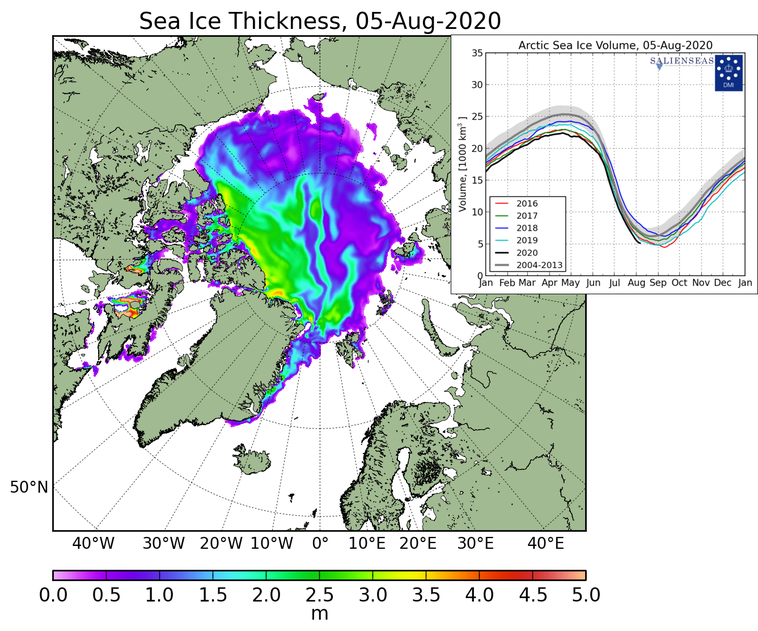 Sea Ice Thickness, 05-Aug-2020
Arctic Sea Ice Volume, 05-Aug-2020
SALIENSEAS
DMI
Volume, [1000 km³]
35
30
25
20
15
10
5
0
2016
2017
2018
2019
2020
2004-2013
Jan Feb Mar Apr May Jun Jul Aug Sep Oct Nov Dec Jan
50°N
40°W 30°W 20°W 10°W 0° 10°E 20°E 30°E 40°E
0.0 0.5 1.0 1.5 2.0 2.5 3.0 3.5 4.0 4.5 5.0
m